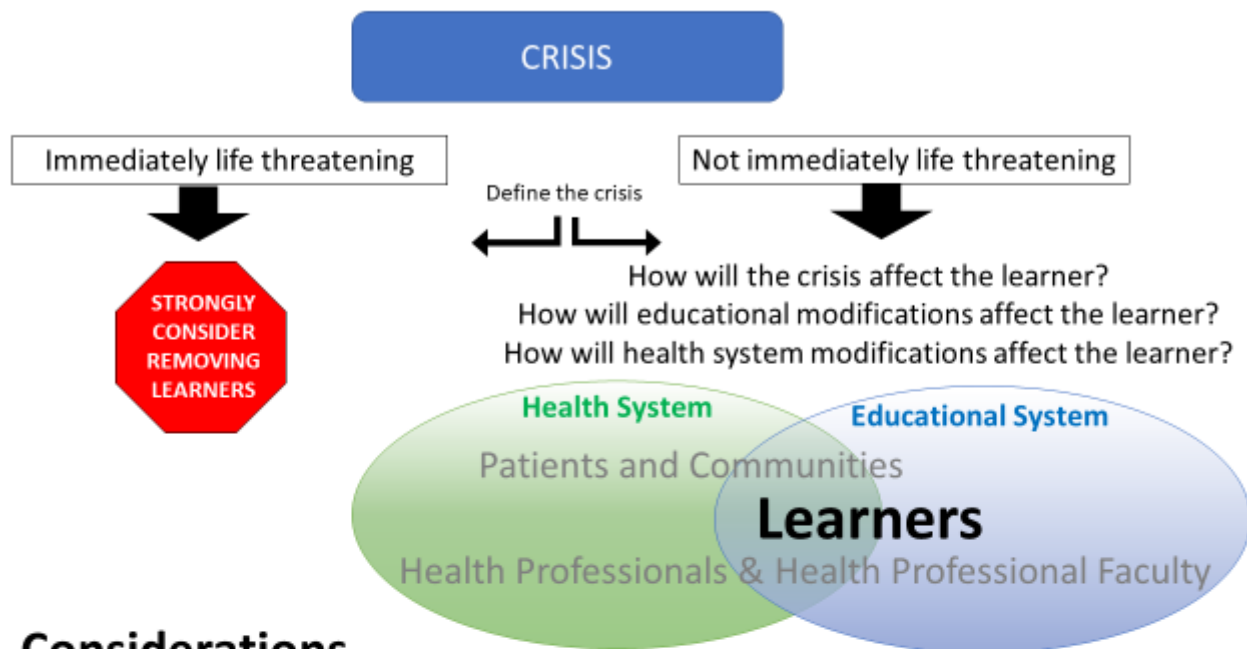 CRISIS
Immediately life threatening
Not immediately life threatening
Define the crisis
STRONGLY
CONSIDER
REMOVING
LEARNERS
How will the crisis affect the learner?
How will educational modifications affect the learner?
How will health system modifications affect the learner?
Health System
Educational System
Patients and Communities
Learners
Health Professionals & Health Professional Faculty
Considerations